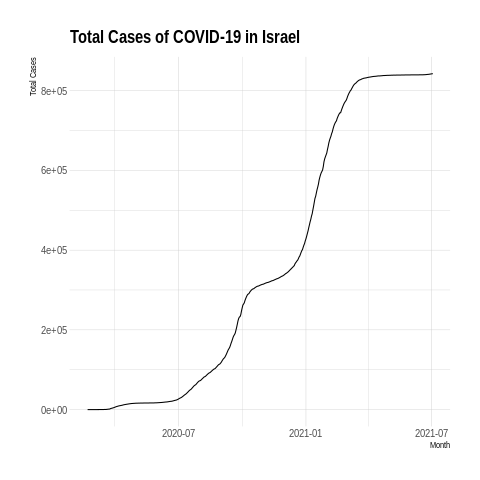 Total Cases of COVID-19 in Israel
Total Cases
8e+05
6e+05
4e+05
2e+05
0e+00
2020-07
2021-01
2021-07
Month